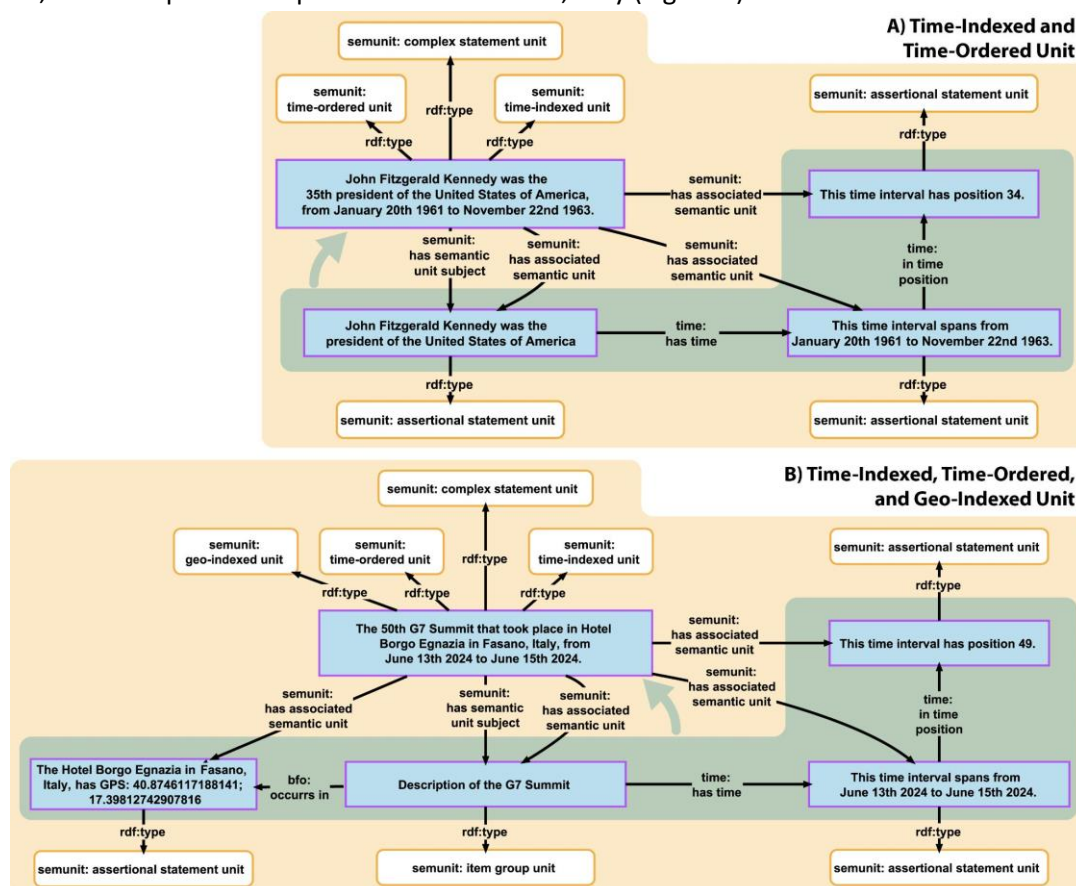 A) Time-Indexed and
Time-Ordered Unit
semunit: complex statement unit
semunit:
time-ordered unit
semunit:
time-indexed unit
semunit: assertional statement unit
rdf:type
rdf:type
rdf:type
rdf:type
John Fitzgerald Kennedy was the
35th president of the United States of America,
from January 20th 1961 to November 22nd 1963.
semunit:
has associated
semantic unit
This time interval has position 34.
semunit:
has semantic
unit subject
semunit:
has associated
semantic unit
semunit:
has associated
semantic unit
time:
in time
position
John Fitzgerald Kennedy was the
president of the United States of America
time:
has time
This time interval spans from
January 20th 1961 to November 22nd 1963.
rdf:type
rdf:type
semunit: assertional statement unit
semunit: assertional statement unit
B) Time-Indexed, Time-Ordered,
and Geo-Indexed Unit
semunit: complex statement unit
semunit:
geo-indexed unit
semunit:
time-ordered unit
semunit:
time-indexed unit
semunit: assertional statement unit
rdf:type
rdf:type
rdf:type
rdf:type
rdf:type
The 50th G7 Summit that took place in Hotel
Borgo Egnazia in Fasano, Italy, from
June 13th 2024 to June 15th 2024.
semunit:
has associated
semantic unit
This time interval has position 49.
semunit:
has associated
semantic unit
semunit:
has semantic
unit subject
semunit:
has associated
semantic unit
semunit:
has associated
semantic unit
time:
in time
position
The Hotel Borgo Egnazia in Fasano,
Italy, has GPS: 40.8746117188141;
17.39812742907816
bfo:
occurrs in
Description of the G7 Summit
time:
has time
This time interval spans from
June 13th 2024 to June 15th 2024.
rdf:type
rdf:type
rdf:type
semunit: assertional statement unit
semunit: item group unit
semunit: assertional statement unit